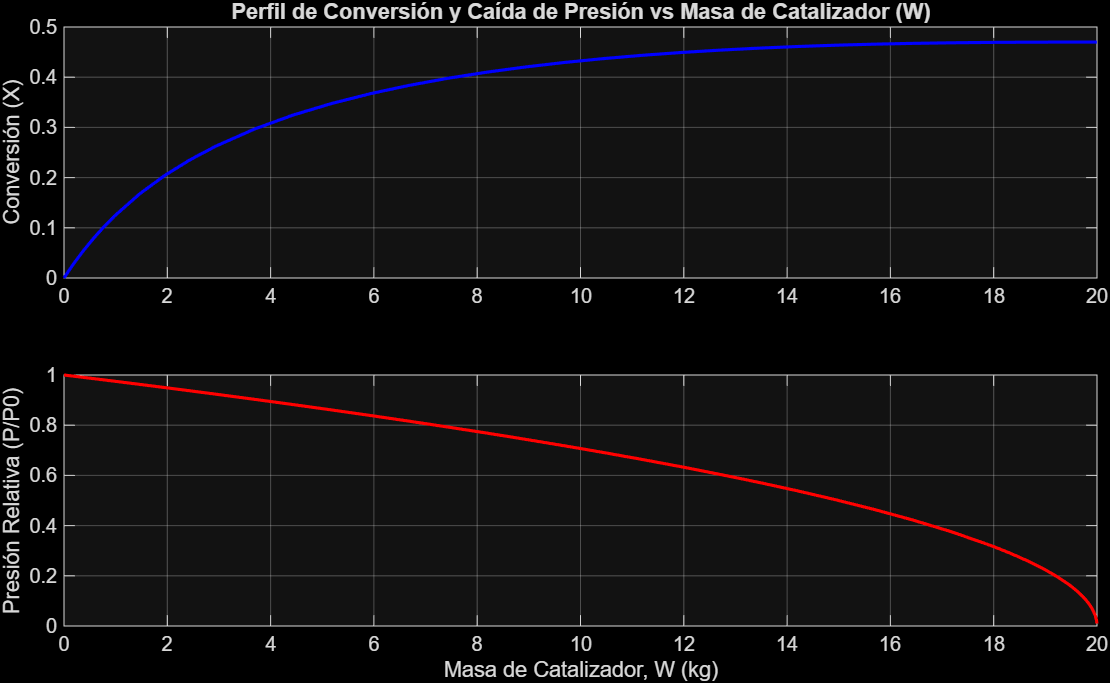 Perfil de Conversión y Caída de Presión vs Masa de Catalizador (W)
Conversión (X)
0.5
0.4
0.3
0.2
0.1
0
0 2 4 6 8 10 12 14 16 18 20
Presión Relativa (P/P0)
1
0.8
0.6
0.4
0.2
0
0 2 4 6 8 10 12 14 16 18 20
Masa de Catalizador, W (kg)